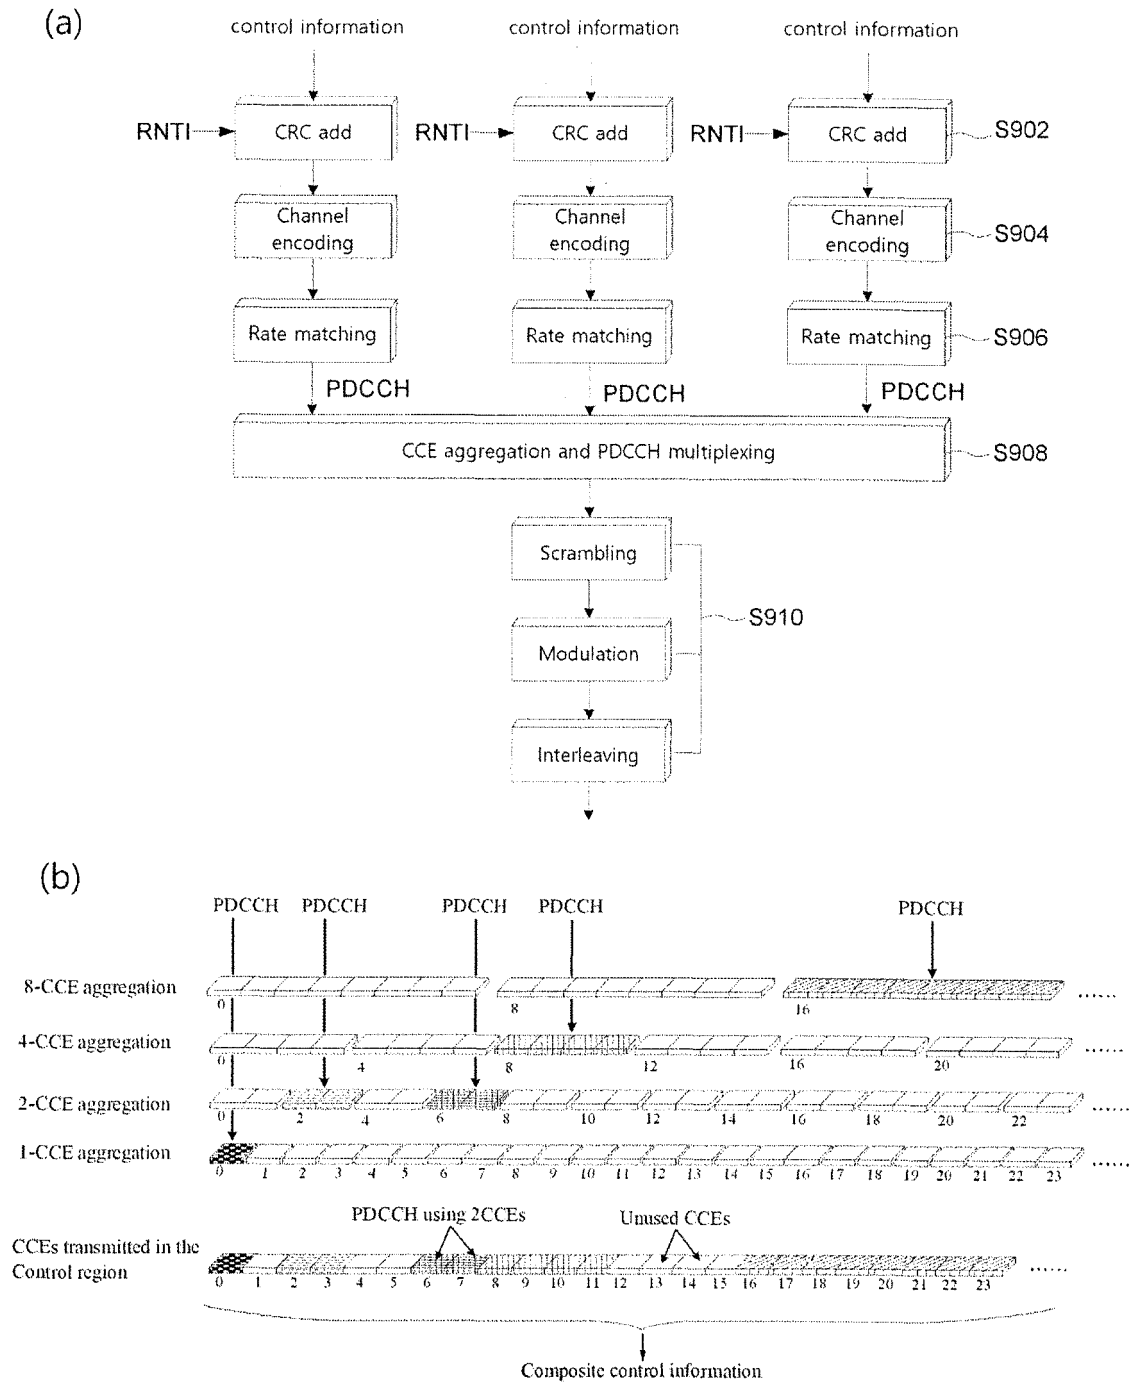 (a)
control information control information control information
RNTI CRC add RNTI CRC add RNTI CRC add S902
Channel encoding Channel encoding Channel encoding S904
Rate matching Rate matching Rate matching S906
PDCCH PDCCH PDCCH
CCE aggregation and PDCCH multiplexing S908
Scrambling
S910
Modulation
Interleaving
(b)
PDCCH PDCCH PDCCH PDCCH PDCCH
8-CCE aggregation
0 8 16 ......
4-CCE aggregation
0 4 8 12 16 20 ......
2-CCE aggregation
0 2 4 6 8 10 12 14 16 18 20 22 ......
1-CCE aggregation
0 1 2 3 4 5 6 7 8 9 10 11 12 13 14 15 16 17 18 19 20 21 22 23 ......
PDCCH using 2CCEs Unused CCEs
CCEs transmitted in the
Control region
0 1 2 3 4 5 6 7 8 9 10 11 12 13 14 15 16 17 18 19 20 21 22 23 ......
Composite control information